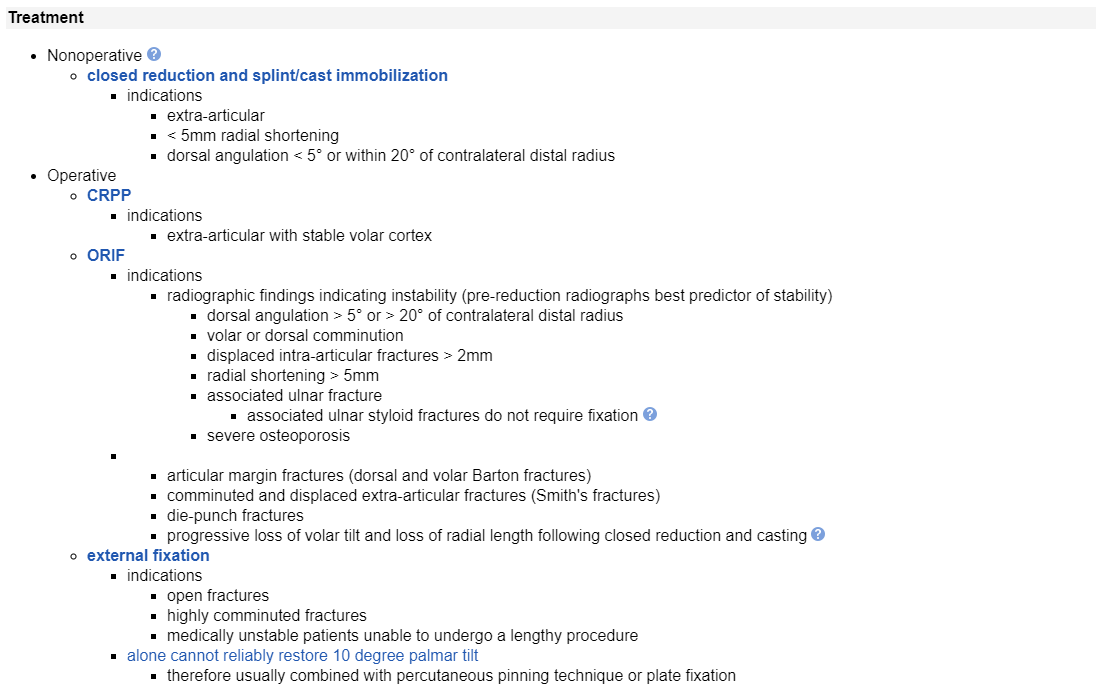 Treatment
Nonoperative
closed reduction and splint/cast immobilization
indications
extra-articular
< 5mm radial shortening
dorsal angulation < 5° or within 20° of contralateral distal radius
Operative
CRPP
indications
extra-articular with stable volar cortex
ORIF
indications
radiographic findings indicating instability (pre-reduction radiographs best predictor of stability)
dorsal angulation > 5° or > 20° of contralateral distal radius
volar or dorsal comminution
displaced intra-articular fractures > 2mm
radial shortening > 5mm
associated ulnar fracture
associated ulnar styloid fractures do not require fixation
severe osteoporosis
articular margin fractures (dorsal and volar Barton fractures)
comminuted and displaced extra-articular fractures (Smith's fractures)
die-punch fractures
progressive loss of volar tilt and loss of radial length following closed reduction and casting
external fixation
indications
open fractures
highly comminuted fractures
medically unstable patients unable to undergo a lengthy procedure
alone cannot reliably restore 10 degree palmar tilt
therefore usually combined with percutaneous pinning technique or plate fixation